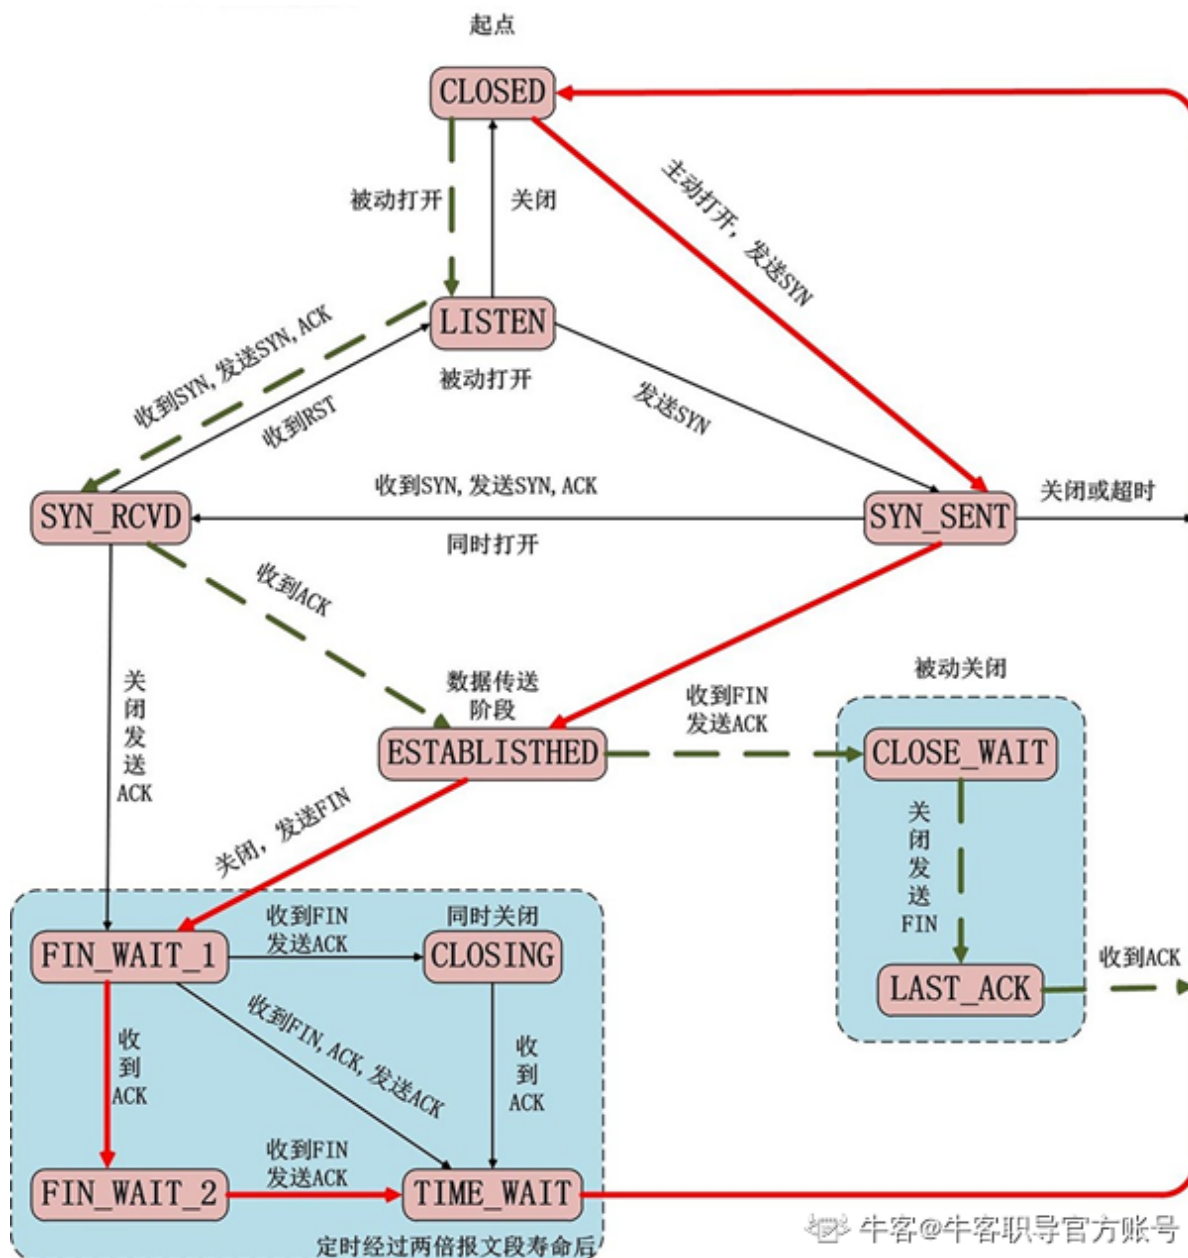 起点
CLOSED
被动打开
关闭
主动打开，发送SYN
LISTEN
被动打开
收到SYN,发送SYN,ACK
收到RST
发送SYN
SYN_RCVD
收到SYN,发送SYN,ACK
同时打开
SYN_SENT
关闭或超时
收到ACK
数据传送
阶段
ESTABLISTHED
收到FIN
发送ACK
被动关闭
CLOSE_WAIT
关
闭
发
送
ACK
关闭，发送FIN
关
闭
发
送
FIN
LAST_ACK
收到ACK
FIN_WAIT_1
收到FIN
发送ACK
同时关闭
CLOSING
收到FIN,ACK,发送ACK
收
到
ACK
收
到
ACK
FIN_WAIT_2
收到FIN
发送ACK
TIME_WAIT
定时经过两倍报文段寿命后
牛客@牛客职导官方账号